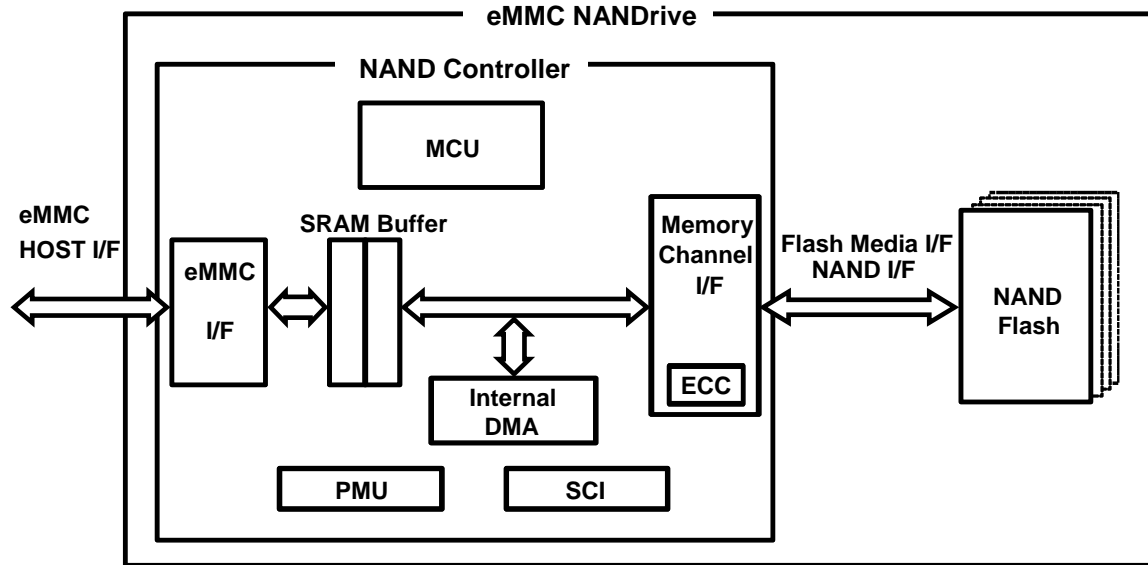 eMMC NANDrive
NAND Controller
MCU
eMMC
HOST I/F
SRAM Buffer
eMMC
I/F
Memory
Channel
I/F
ECC
Flash Media I/F
NAND I/F
NAND
Flash
Internal
DMA
PMU
SCI